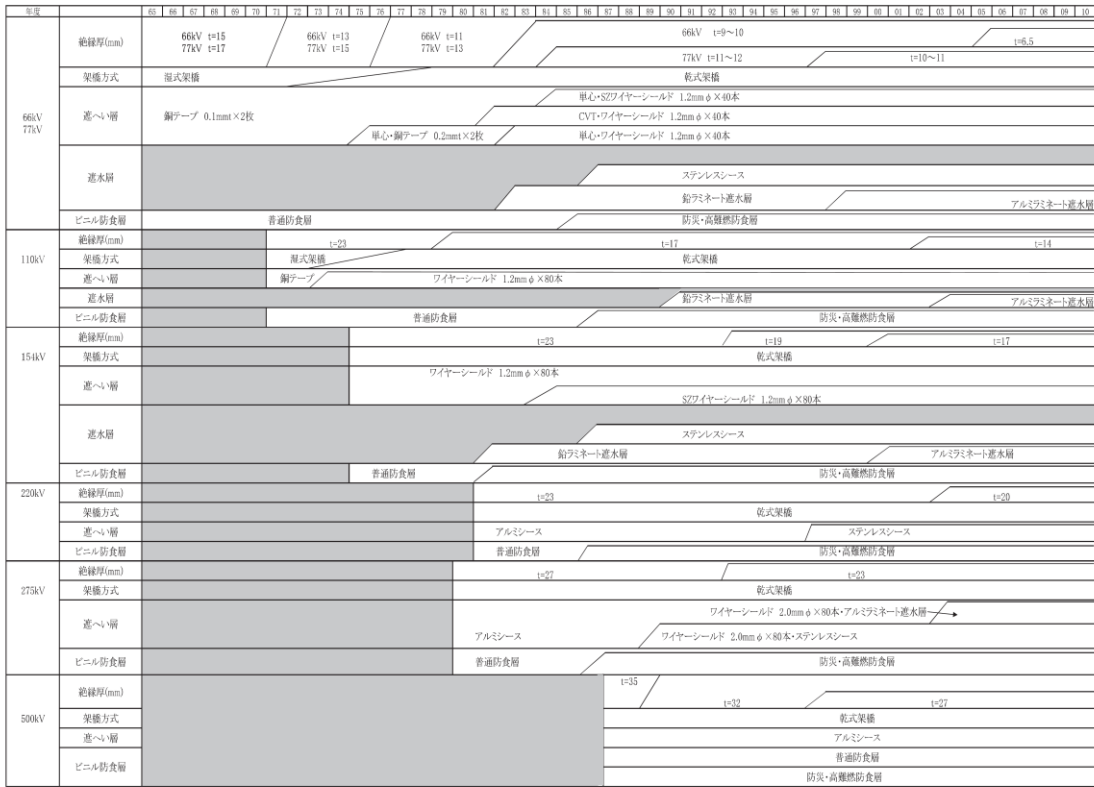 年度 65 66 67 68 69 70 71 72 73 74 75 76 77 78 79 80 81 82 83 84 85 86 87 88 89 90 91 92 93 94 95 96 97 98 99 00 01 02 03 04 05 06 07 08 09 10
66kV
77kV
絶縁厚(mm)
66kV t=15
77kV t=17
66kV t=13
77kV t=15
66kV t=11
77kV t=13
66kV t=9～10
t=6.5
77kV t=11～12
t=10～11
架橋方式 湿式架橋 乾式架橋
遮へい層
銅テープ 0.1mmt×2枚
単心・SZワイヤーシールド 1.2mmφ×40本
CVT・ワイヤーシールド 1.2mmφ×40本
単心・銅テープ 0.2mmt×2枚
単心・ワイヤーシールド 1.2mmφ×40本
遮水層
ステンレスシース
鉛ラミネート遮水層
アルミラミネート遮水層
ビニル防食層 普通防食層 防災・高難燃防食層
110kV
絶縁厚(mm) t=23 t=17 t=14
架橋方式 湿式架橋 乾式架橋
遮へい層 銅テープ ワイヤーシールド 1.2mmφ×80本
遮水層 鉛ラミネート遮水層 アルミラミネート遮水層
ビニル防食層 普通防食層 防災・高難燃防食層
154kV
絶縁厚(mm) t=23 t=19 t=17
架橋方式 乾式架橋
遮へい層
ワイヤーシールド 1.2mmφ×80本
SZワイヤーシールド 1.2mmφ×80本
遮水層
ステンレスシース
鉛ラミネート遮水層 アルミラミネート遮水層
ビニル防食層 普通防食層 防災・高難燃防食層
220kV
絶縁厚(mm) t=23 t=20
架橋方式 乾式架橋
遮へい層 アルミシース ステンレスシース
ビニル防食層 普通防食層 防災・高難燃防食層
275kV
絶縁厚(mm) t=27 t=23
架橋方式 乾式架橋
遮へい層
ワイヤーシールド 2.0mmφ×80本・アルミラミネート遮水層
アルミシース
ワイヤーシールド 2.0mmφ×80本・ステンレスシース
ビニル防食層 普通防食層 防災・高難燃防食層
500kV
絶縁厚(mm) t=35 t=32 t=27
架橋方式 乾式架橋
遮へい層 アルミシース
ビニル防食層
普通防食層
防災・高難燃防食層